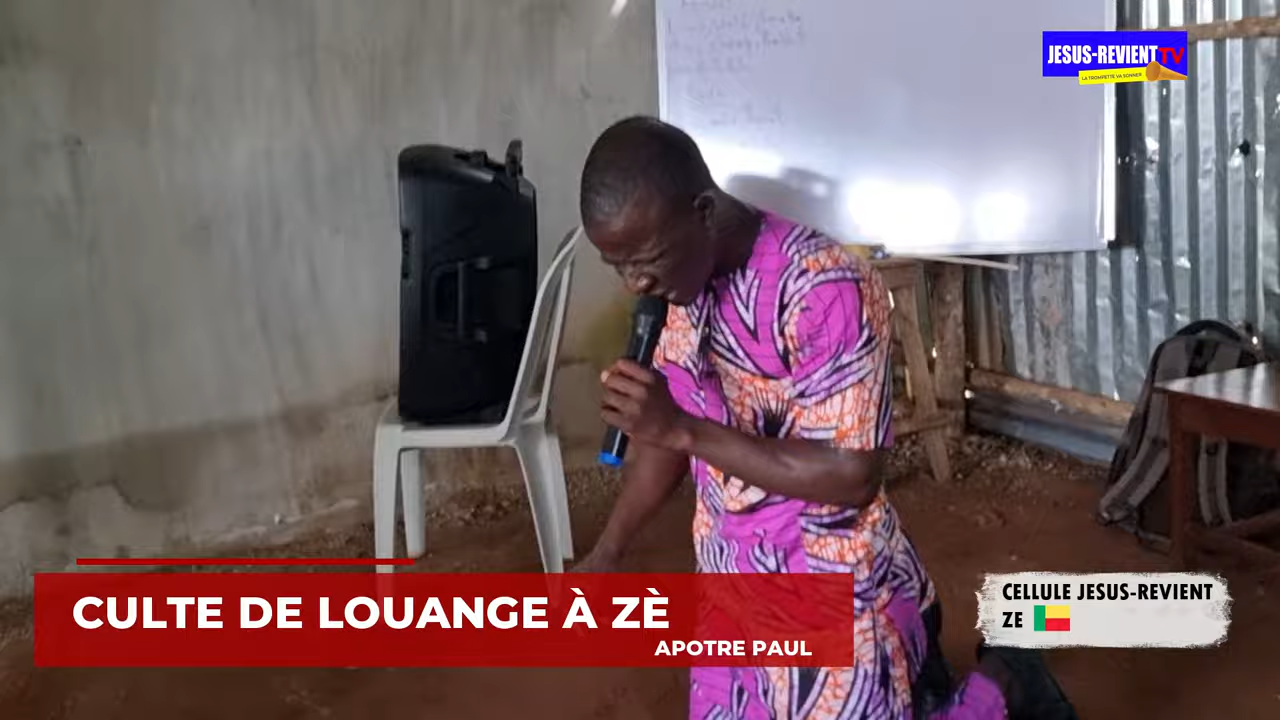 JESUS-REVIENT TV
LA TROMPETTE VA SONNER
CULTE DE LOUANGE À ZÈ
APOTRE PAUL
CELLULE JESUS-REVIENT
ZE